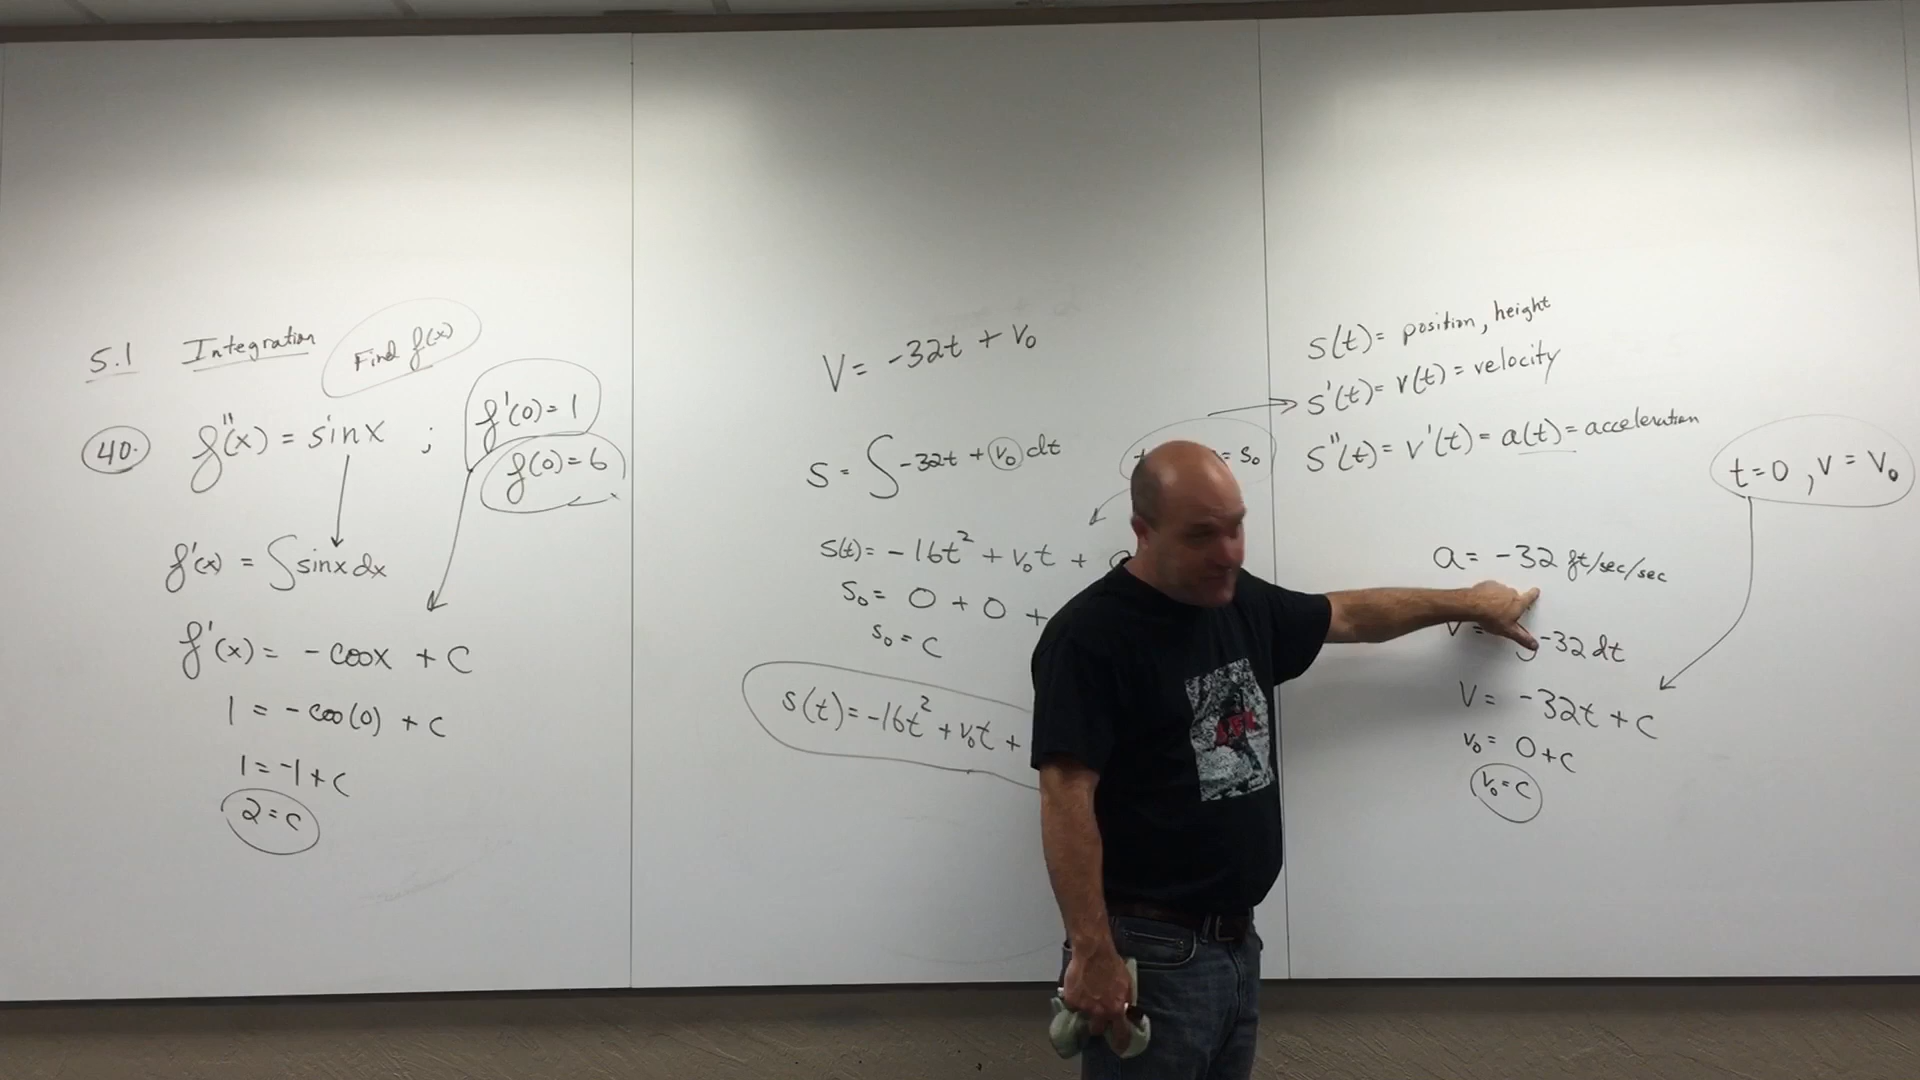 5.1 Integration Find f(x)
40. f''(x) = sinx ; f'(0)=1
f(0)=6
f'(x) = ∫sinx dx
f'(x) = -cosx + C
1 = -cos(0) + C
1 = -1 + C
2 = C
V = -32t + V₀
S = ∫-32t + V₀ dt
= S₀
S(t) = -16t² + V₀t +
S₀ = 0 + 0 +
S₀ = C
S(t) = -16t² + V₀t +
S(t) = position, height
S'(t) = V(t) = velocity
S''(t) = V'(t) = a(t) = acceleration
t=0, V = V₀
a = -32 ft/sec/sec
V = ∫-32 dt
V = -32t + C
V₀ = 0 + C
V₀ = C